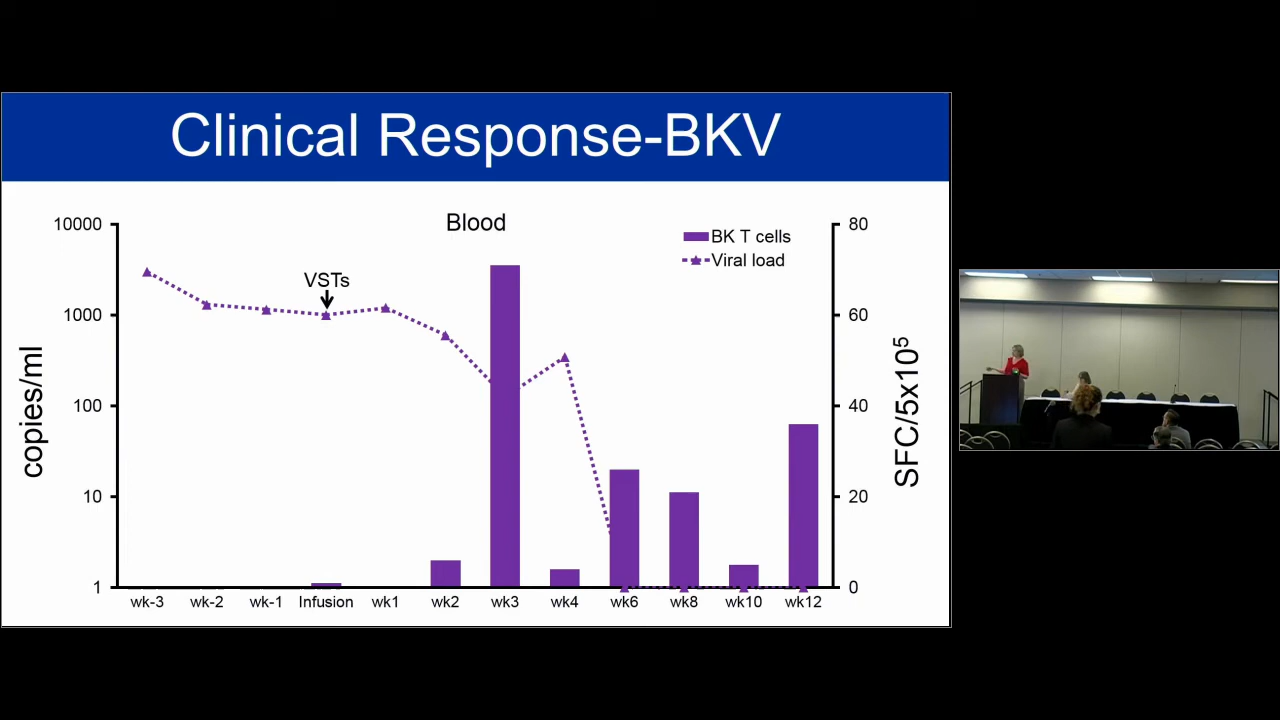 Clinical Response-BKV
Blood
BK T cells
Viral load
VSTs
copies/ml
10000
1000
100
10
1
SFC/5x10⁵
80
60
40
20
0
wk-3 wk-2 wk-1 Infusion wk1 wk2 wk3 wk4 wk6 wk8 wk10 wk12